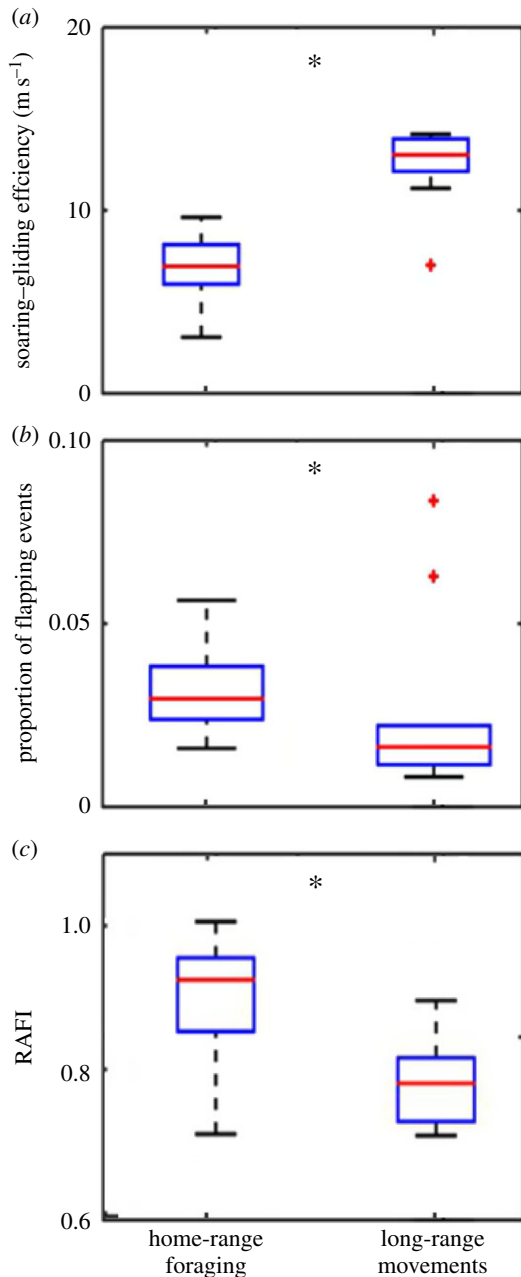 (a)
20
*
10
0
soaring–gliding effciency (m s⁻¹)
(b)
0.10
*
0.05
0
proportion of flapping events
(c)
*
1.0
0.8
0.6
RAFI
home-range
foraging
long-range
movements